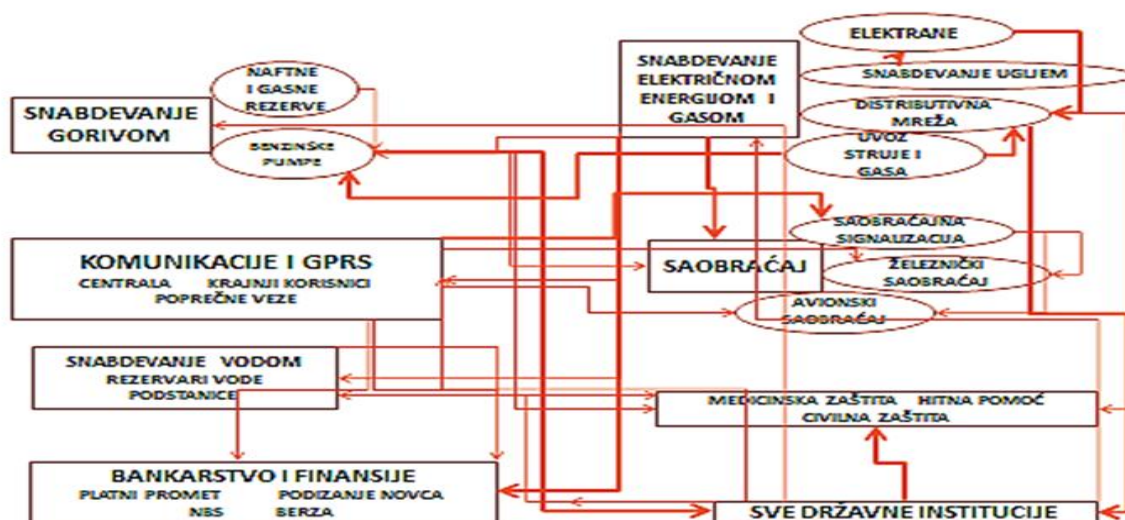 ELEKTRANE
SNABDEVANJE
ELEKTRIČNOM
ENERGIJOM I
GASOM
SNABDEVANJE UGLJEM
DISTRIBUTIVNA
MREŽA
UVOZ
STRUJE I
GASA
NAFTNE
I GASNE
REZERVE
SNABDEVANJE
GORIVOM
BENZINSKE
PUMPE
SAOBRAĆAJNA
SIGNALIZACIJA
SAOBRAĆAJ
ŽELEZNIČKI
SAOBRAĆAJ
AVIONSKI
SAOBRAĆAJ
KOMUNIKACIJE I GPRS
CENTRALA KRAJNJI KORISNICI
POPREČNE VEZE
SNABDEVANJE VODOM
REZERVARI VODE
PODSTANICE
MEDICINSKA ZAŠTITA HITNA POMOĆ
CIVILNA ZAŠTITA
BANKARSTVO I FINANSIJE
PLATNI PROMET PODIZANJE NOVCA
NBS BERZA
SVE DRŽAVNE INSTITUCIJE